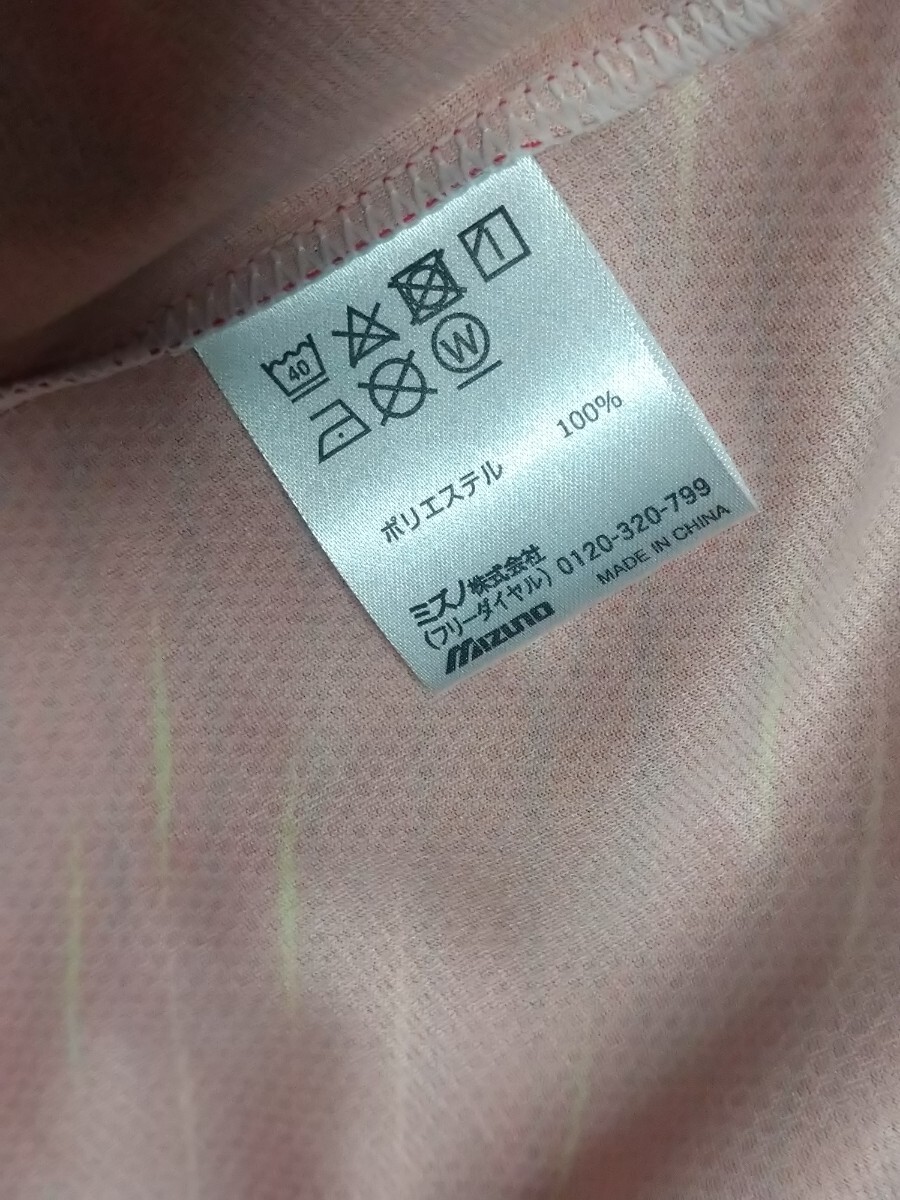 40
W
ポリエステル 100%
ミズノ株式会社
(フリーダイヤル) 0120-320-799
MIZUNO MADE IN CHINA